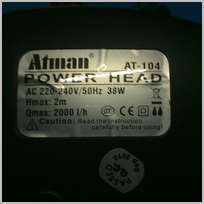 Atman
AT-104
POWER HEAD
AC 220-240V/50Hz 38W
Hmax: 2m
Qmax: 2000 l/h
Caution: Read the instruction
carefully before using!